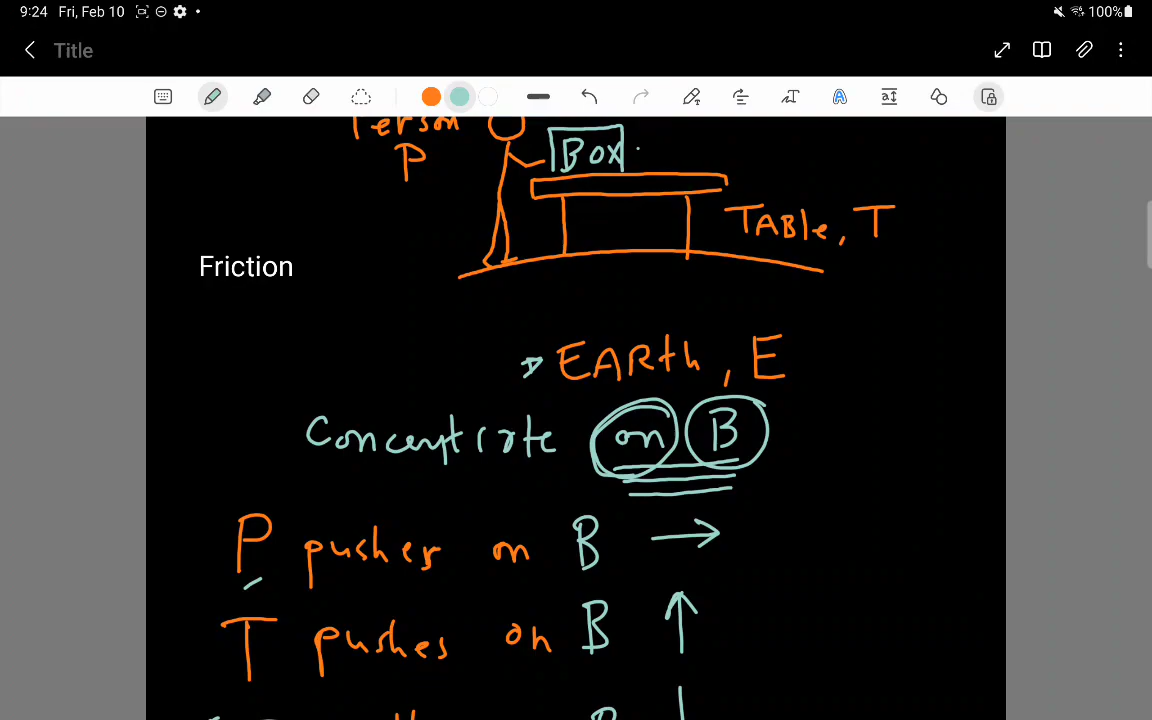 9:24 Fri, Feb 10
100%
Title
Person
P
Box
TABle, T
Friction
EARth, E
Concentrate on B
P pushes on B →
T pushes on B ↑
B